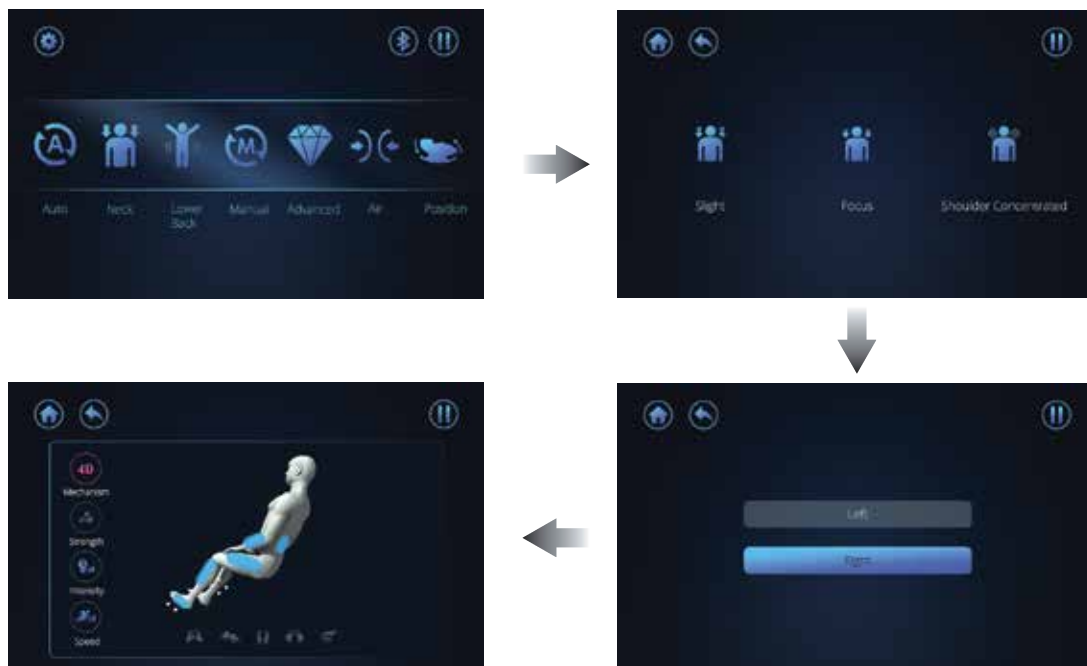 A
M
Auto Neck Lower Back Manual Advanced Air Position
Slight Focus Shoulder Concentrated
4D
Mechanism
Strength
Intensity
Speed
Left
Right